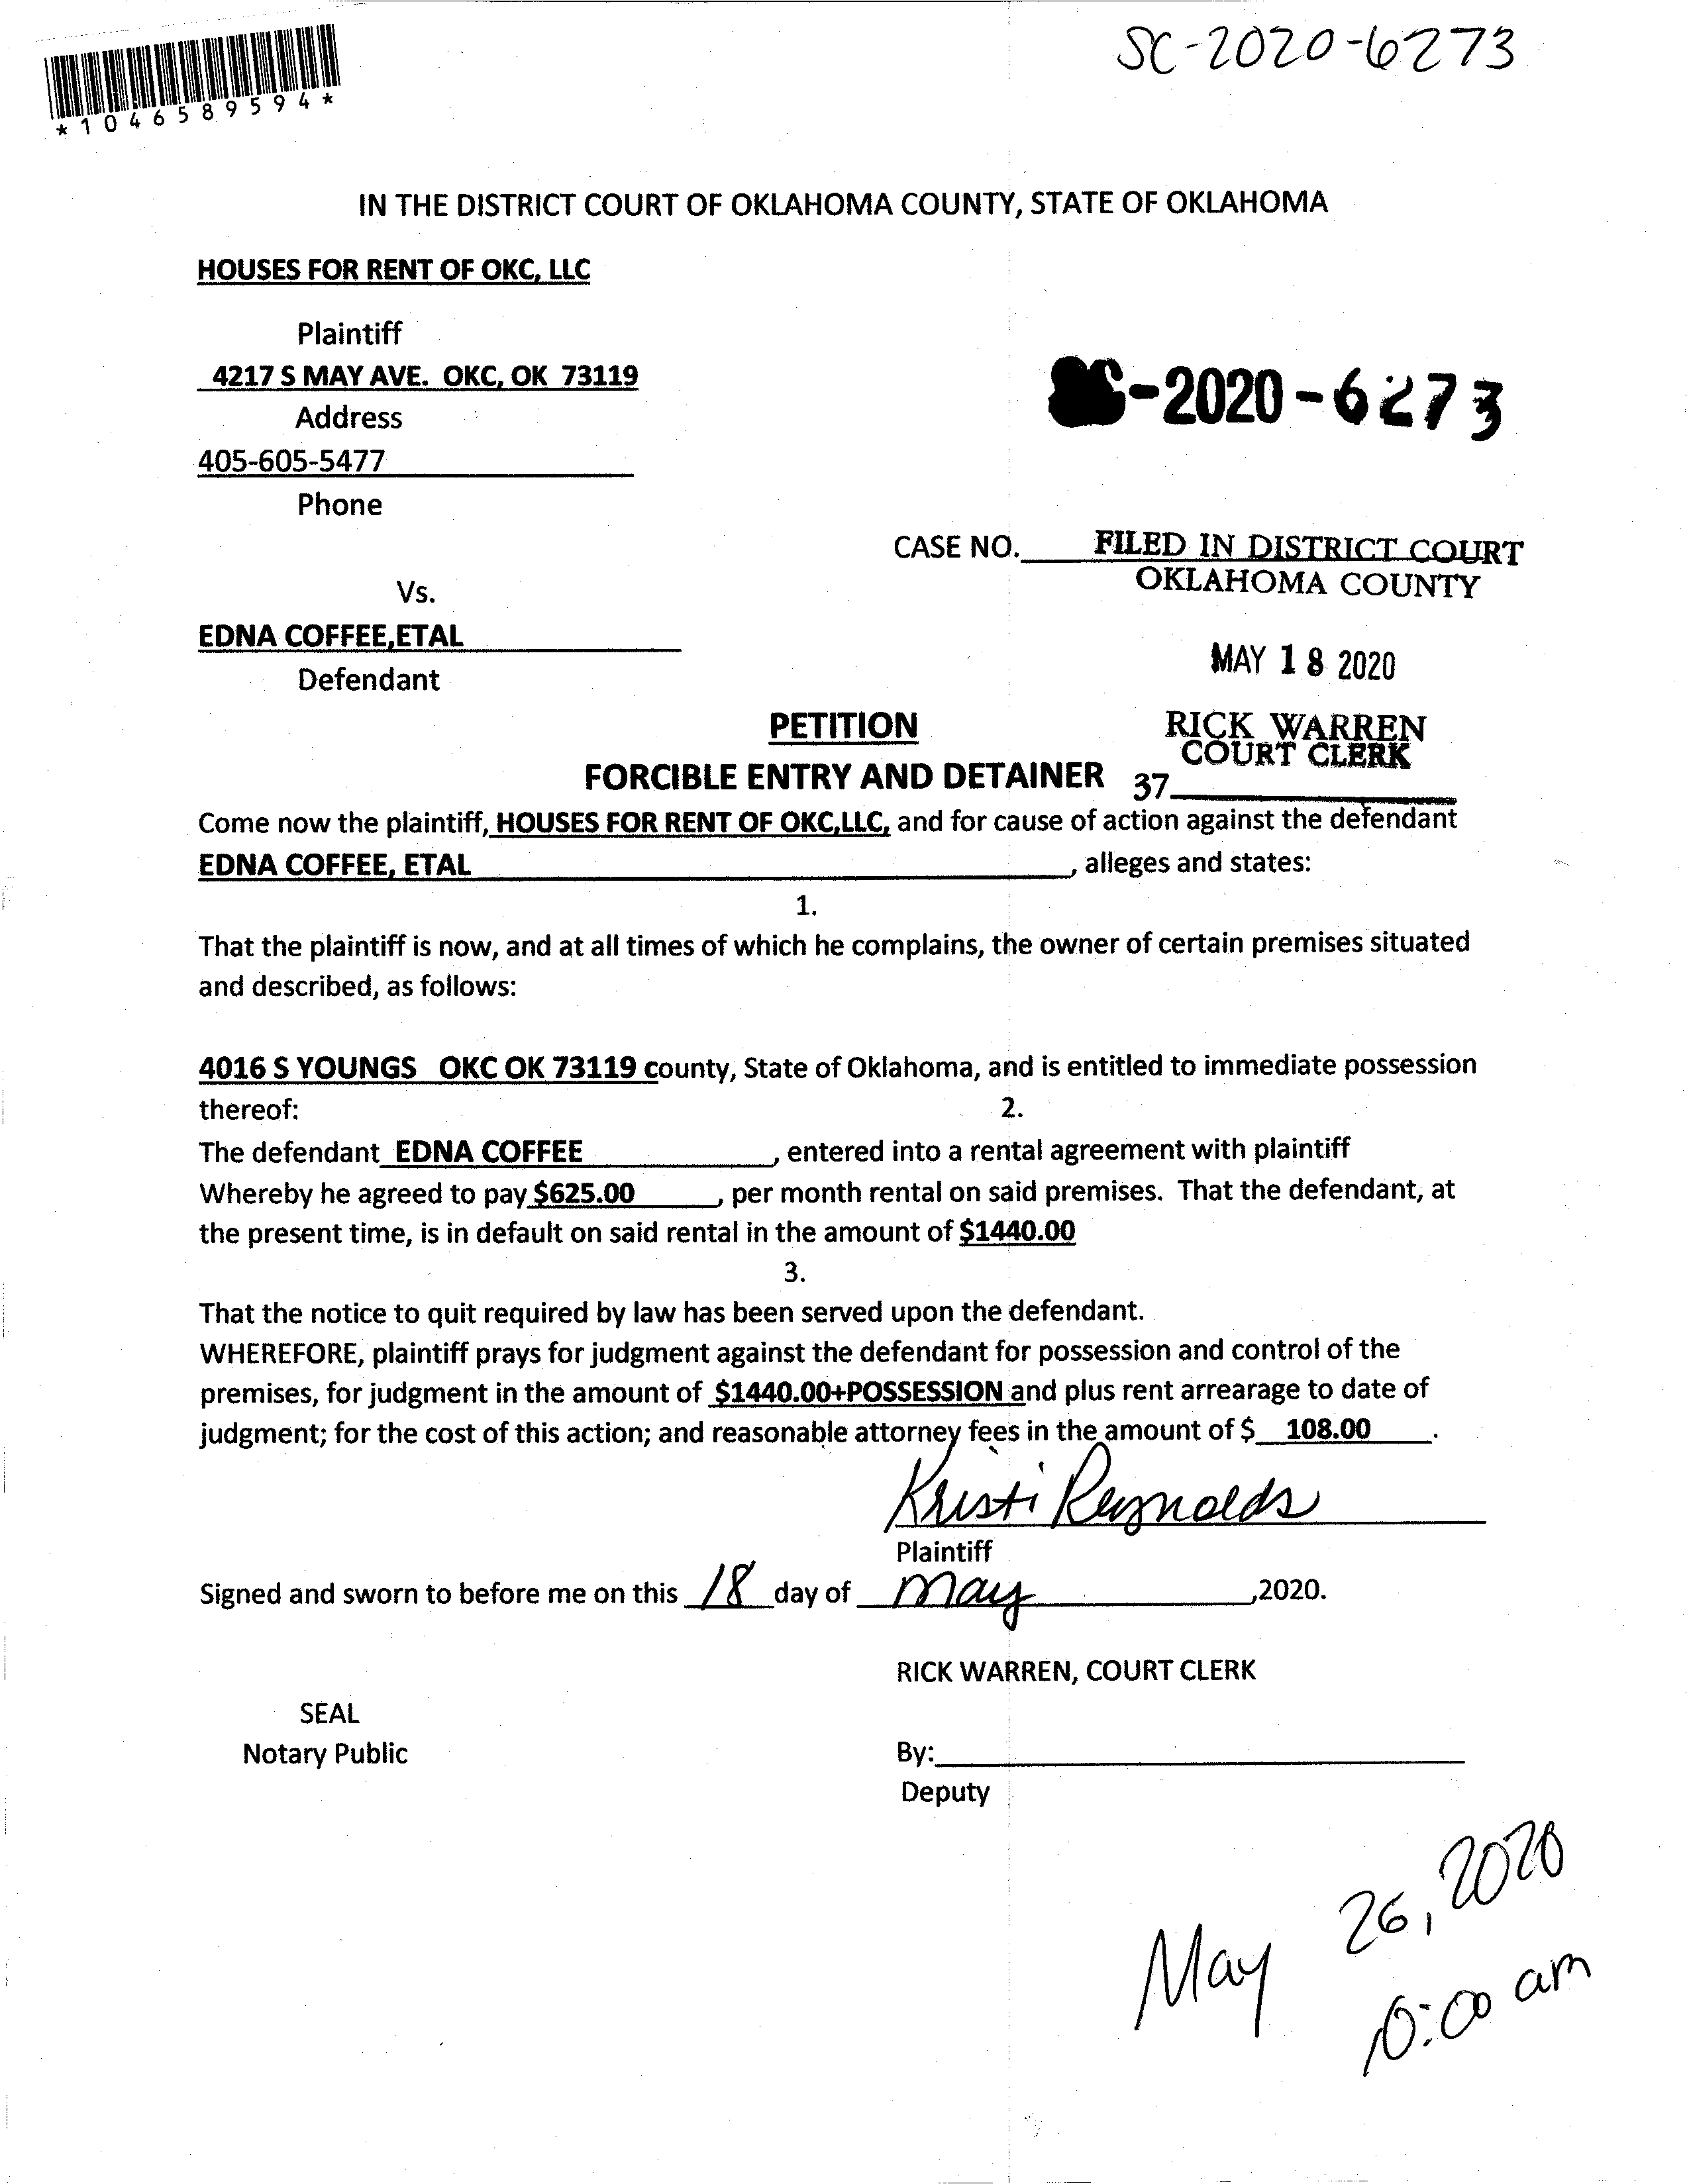 SC-2020-6273
*1046589594*
IN THE DISTRICT COURT OF OKLAHOMA COUNTY, STATE OF OKLAHOMA
HOUSES FOR RENT OF OKC, LLC
Plaintiff
4217 S MAY AVE. OKC, OK 73119
Address
405-605-5477
Phone
SC-2020-6273
CASE NO.
FILED IN DISTRICT COURT
OKLAHOMA COUNTY
Vs.
EDNA COFFEE,ETAL
Defendant
MAY 18 2020
PETITION
RICK WARREN
COURT CLERK
FORCIBLE ENTRY AND DETAINER
37
Come now the plaintiff, HOUSES FOR RENT OF OKC,LLC, and for cause of action against the defendant
EDNA COFFEE, ETAL, alleges and states:
1.
That the plaintiff is now, and at all times of which he complains, the owner of certain premises situated
and described, as follows:
4016 S YOUNGS OKC OK 73119 county, State of Oklahoma, and is entitled to immediate possession
thereof: 2.
The defendant EDNA COFFEE, entered into a rental agreement with plaintiff
Whereby he agreed to pay $625.00, per month rental on said premises. That the defendant, at
the present time, is in default on said rental in the amount of $1440.00
3.
That the notice to quit required by law has been served upon the defendant.
WHEREFORE, plaintiff prays for judgment against the defendant for possession and control of the
premises, for judgment in the amount of $1440.00+POSSESSION and plus rent arrearage to date of
judgment; for the cost of this action; and reasonable attorney fees in the amount of $ 108.00.
Kristi Reynolds
Plaintiff
Signed and sworn to before me on this 18 day of May,2020.
RICK WARREN, COURT CLERK
SEAL
Notary Public
By:
Deputy
May 26, 2020
10:00 am